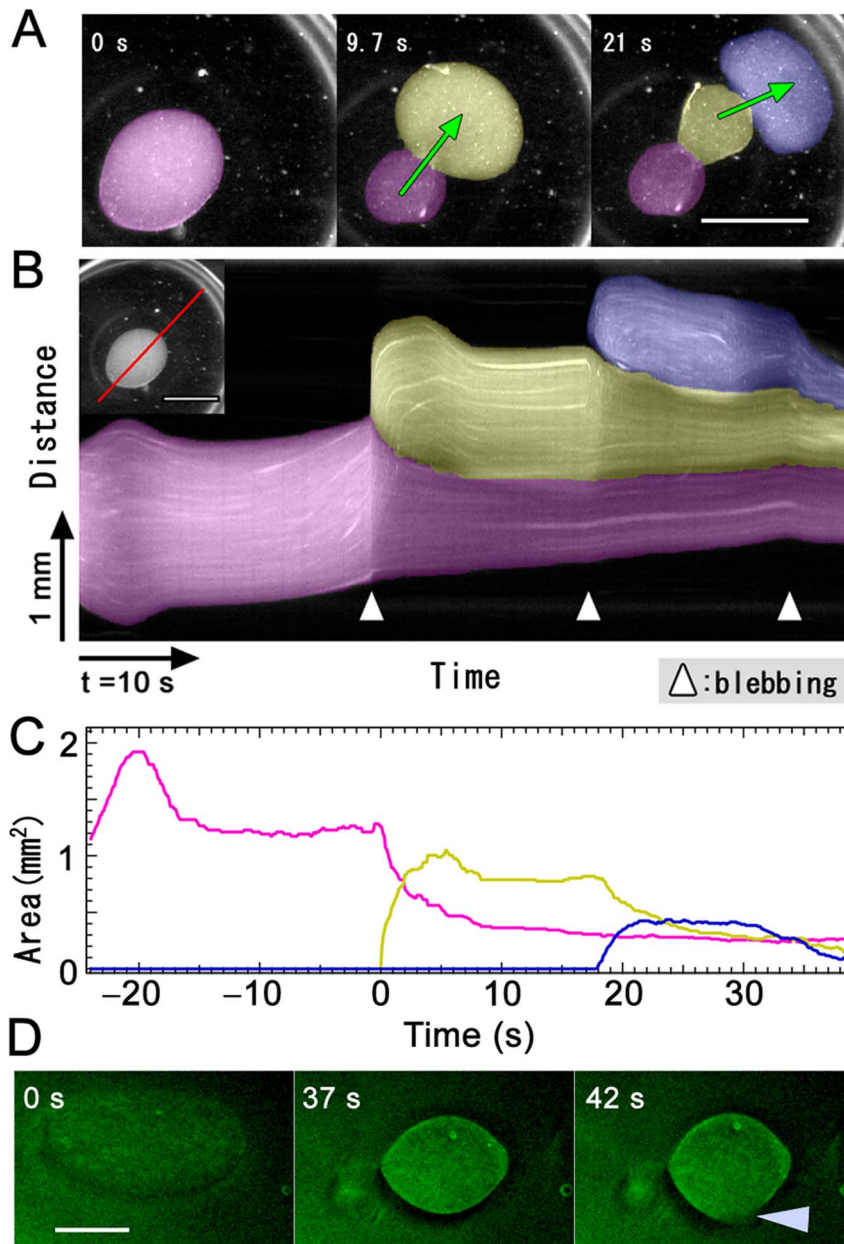 A
0 s
9.7 s
21 s
B
Distance
1 mm
t =10 s
Time
△:blebbing
C
Area(mm²)
2
1
0
−20
−10
0
10
20
30
Time (s)
D
0 s
37 s
42 s